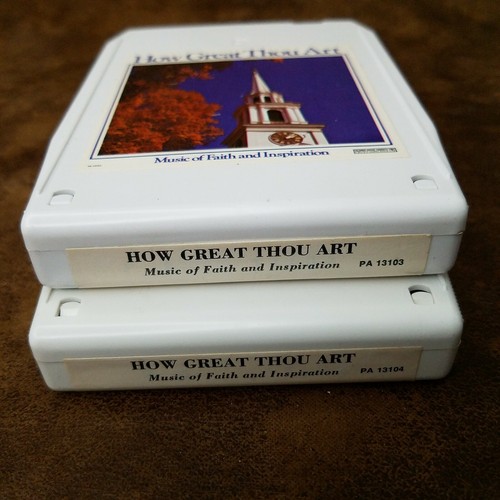 How Great Thou Art
Music of Faith and Inspiration
HOW GREAT THOU ART
Music of Faith and Inspiration PA 13103
HOW GREAT THOU ART
Music of Faith and Inspiration PA 13104